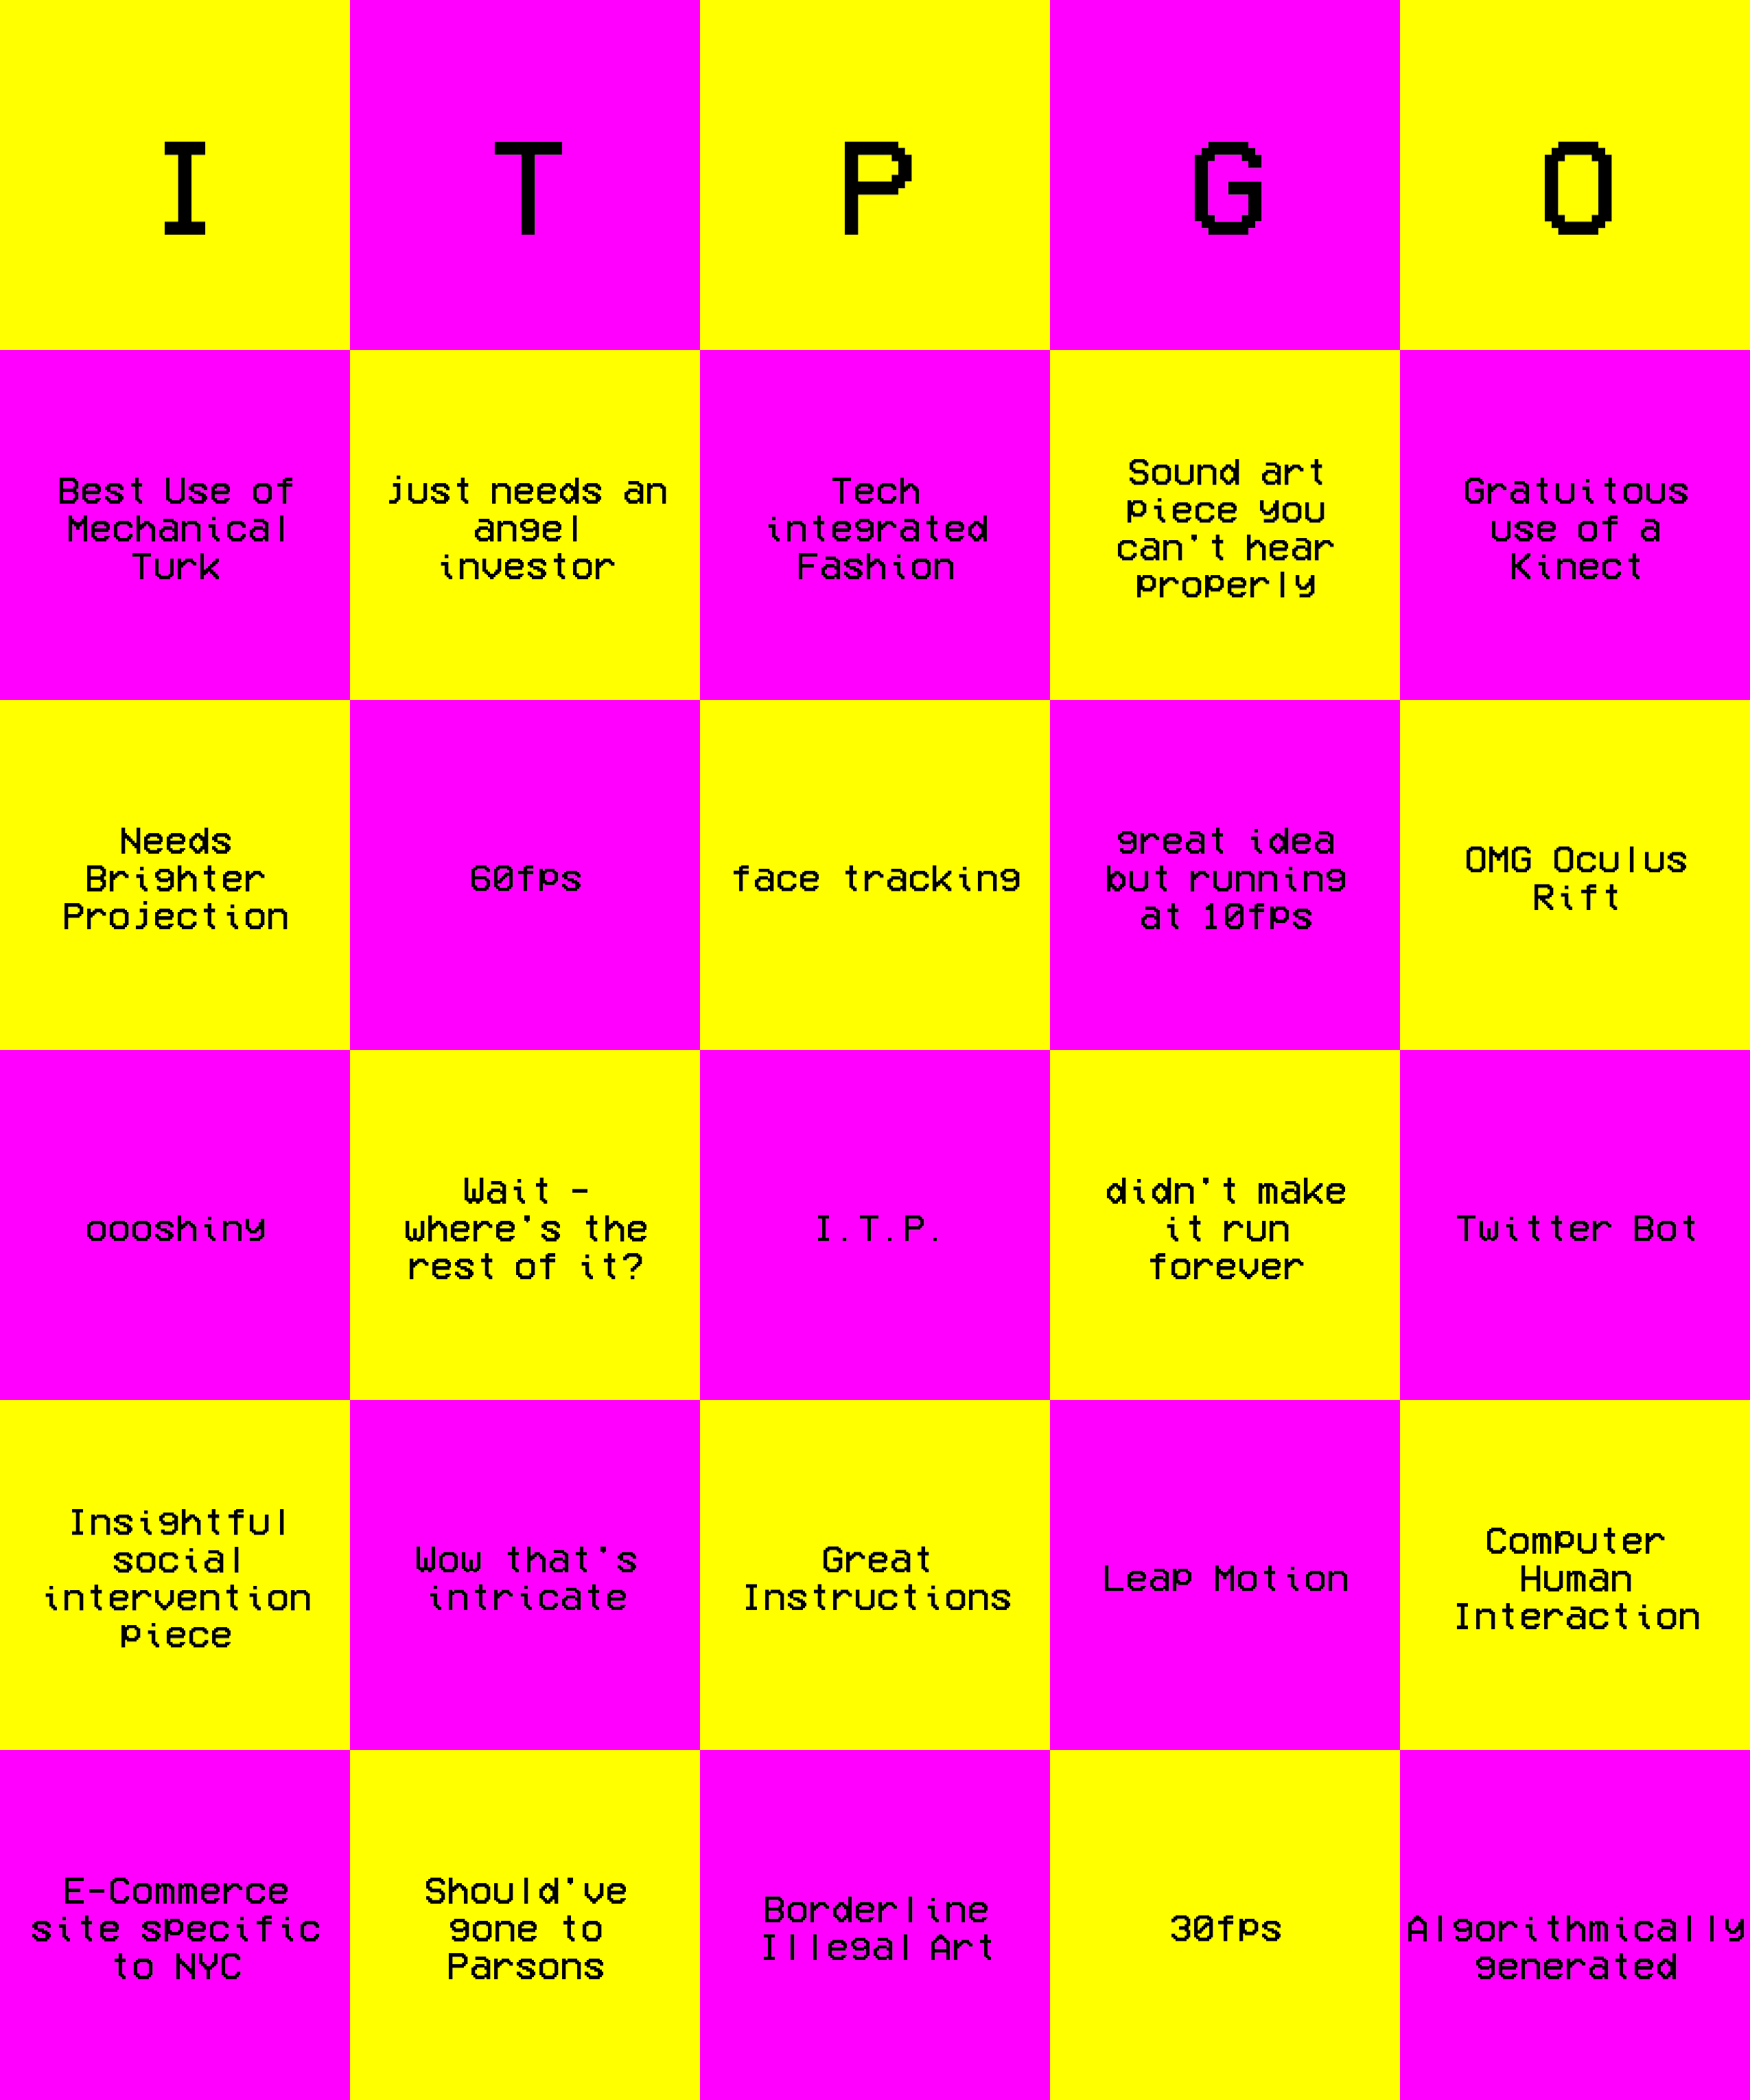 I T P G O
Best Use of
Mechanical
Turk
just needs an
angel
investor
Tech
integrated
Fashion
Sound art
piece you
can't hear
properly
Gratuitous
use of a
Kinect
Needs
Brighter
Projection
60fps
face tracking
great idea
but running
at 10fps
OMG Oculus
Rift
oooshiny
Wait -
where's the
rest of it?
I.T.P.
didn't make
it run
forever
Twitter Bot
Insightful
social
intervention
piece
Wow that's
intricate
Great
Instructions
Leap Motion
Computer
Human
Interaction
E-Commerce
site specific
to NYC
Should've
gone to
Parsons
Borderline
Illegal Art
30fps
Algorithmically
generated